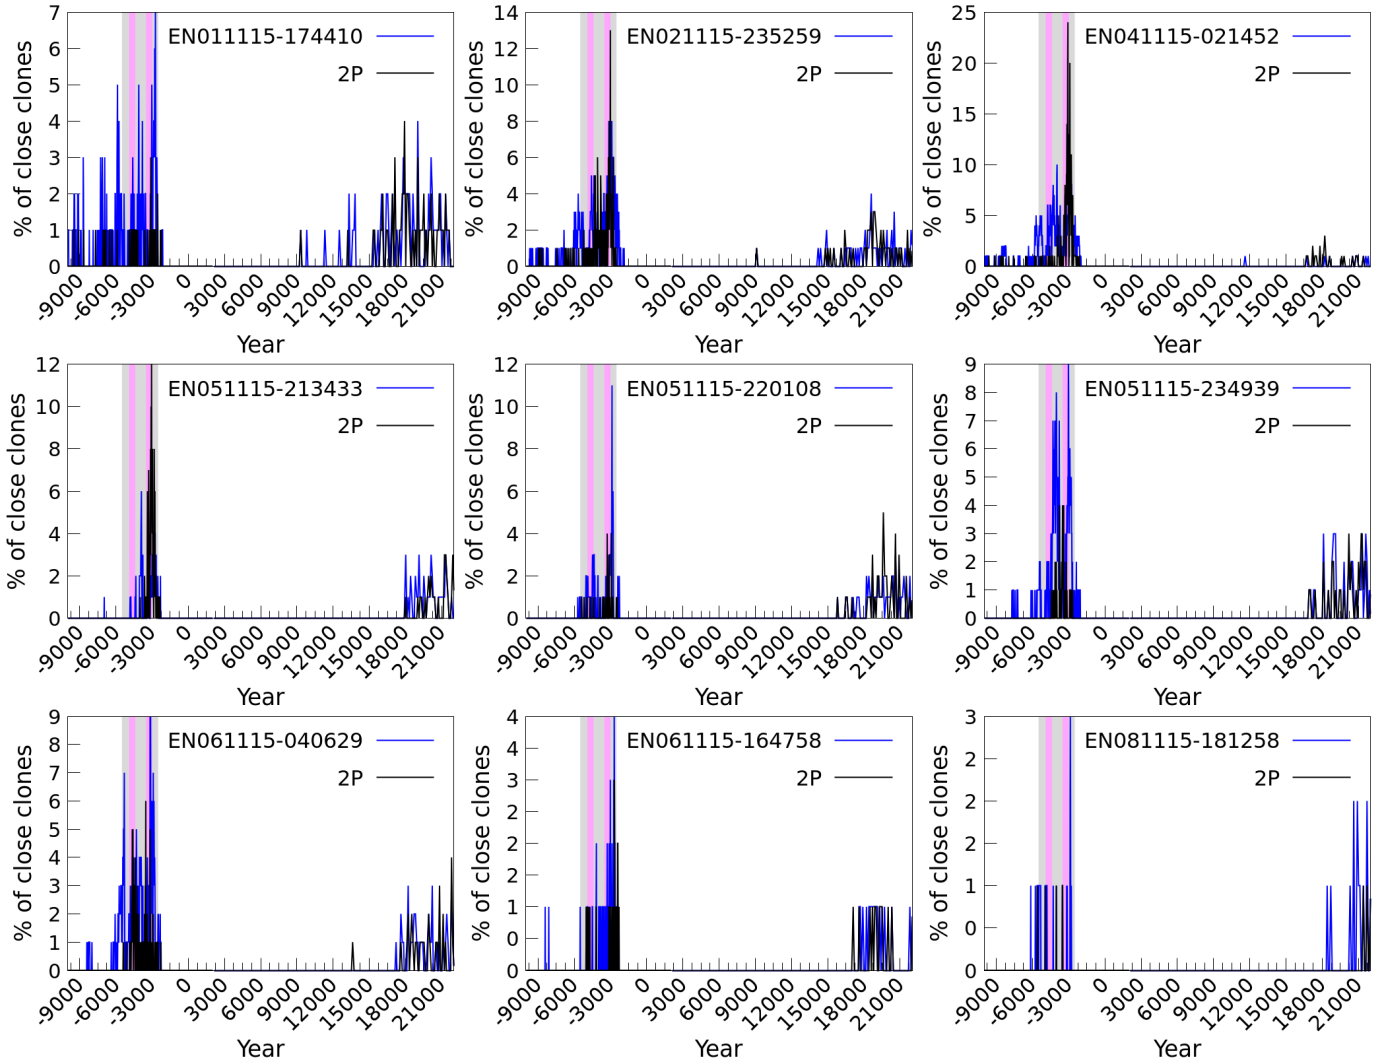 EN011115-174410
2P
% of close clones
7
6
5
4
3
2
1
0
-9000 -6000 -3000 0 3000 6000 9000 12000 15000 18000 21000
Year
EN021115-235259
2P
% of close clones
14
12
10
8
6
4
2
0
-9000 -6000 -3000 0 3000 6000 9000 12000 15000 18000 21000
Year
EN041115-021452
2P
% of close clones
25
20
15
10
5
0
-9000 -6000 -3000 0 3000 6000 9000 12000 15000 18000 21000
Year
EN051115-213433
2P
% of close clones
12
10
8
6
4
2
0
-9000 -6000 -3000 0 3000 6000 9000 12000 15000 18000 21000
Year
EN051115-220108
2P
% of close clones
12
10
8
6
4
2
0
-9000 -6000 -3000 0 3000 6000 9000 12000 15000 18000 21000
Year
EN051115-234939
2P
% of close clones
9
8
7
6
5
4
3
2
1
0
-9000 -6000 -3000 0 3000 6000 9000 12000 15000 18000 21000
Year
EN061115-040629
2P
% of close clones
9
8
7
6
5
4
3
2
1
0
-9000 -6000 -3000 0 3000 6000 9000 12000 15000 18000 21000
Year
EN061115-164758
2P
% of close clones
4
4
3
2
2
2
1
0
0
-9000 -6000 -3000 0 3000 6000 9000 12000 15000 18000 21000
Year
EN081115-181258
2P
% of close clones
3
2
2
2
1
0
0
-9000 -6000 -3000 0 3000 6000 9000 12000 15000 18000 21000
Year